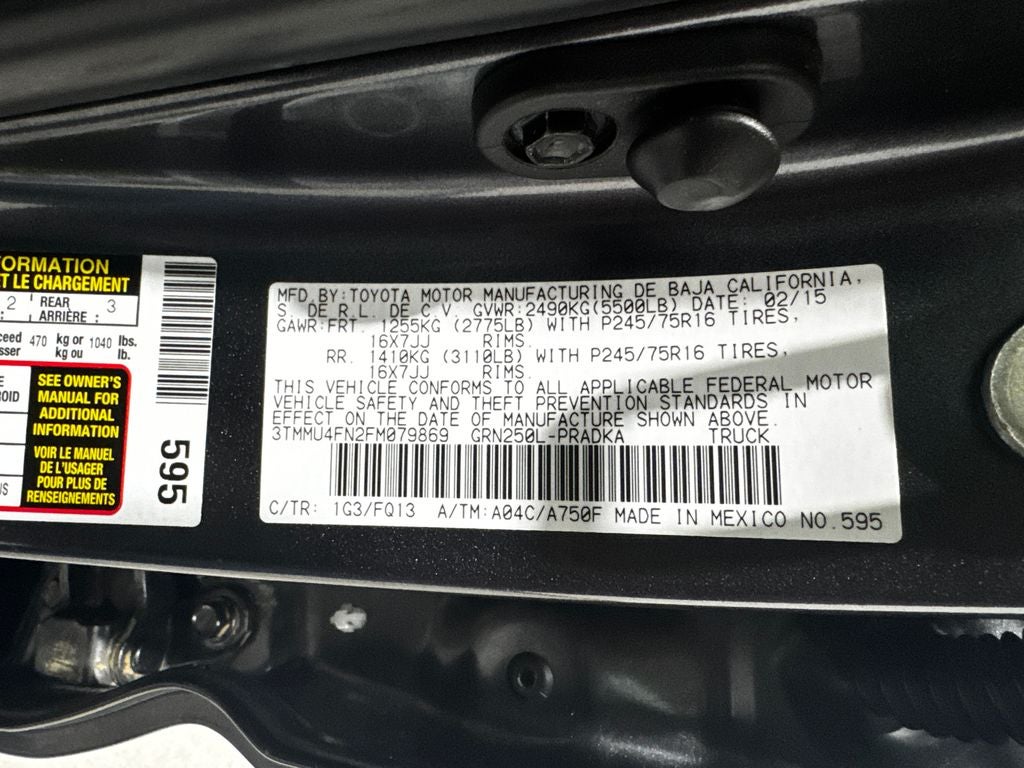 FORMATION
ET LE CHARGEMENT
2 REAR ARRIÈRE : 3
470 kg or 1040 lbs.
kg ou lb.
SEE OWNER'S
MANUAL FOR
ADDITIONAL
INFORMATION
VOIR LE MANUEL
DE L'USAGER
POUR PLUS DE
RENSEIGNEMENTS
595
MFD.BY:TOYOTA MOTOR MANUFACTURING DE BAJA CALIFORNIA,
S. DE R.L. DE C.V. GVWR:2490KG(5500LB) DATE: 02/15
GAWR:FRT. 1255KG (2775LB) WITH P245/75R16 TIRES,
16X7JJ RIMS.
RR. 1410KG (3110LB) WITH P245/75R16 TIRES,
16X7JJ RIMS.
THIS VEHICLE CONFORMS TO ALL APPLICABLE FEDERAL MOTOR
VEHICLE SAFETY AND THEFT PREVENTION STANDARDS IN
EFFECT ON THE DATE OF MANUFACTURE SHOWN ABOVE.
3TMMU4FN2FM079869 GRN250L-PRADKA TRUCK
C/TR: 1G3/FQ13 A/TM:A04C/A750F MADE IN MEXICO NO.595